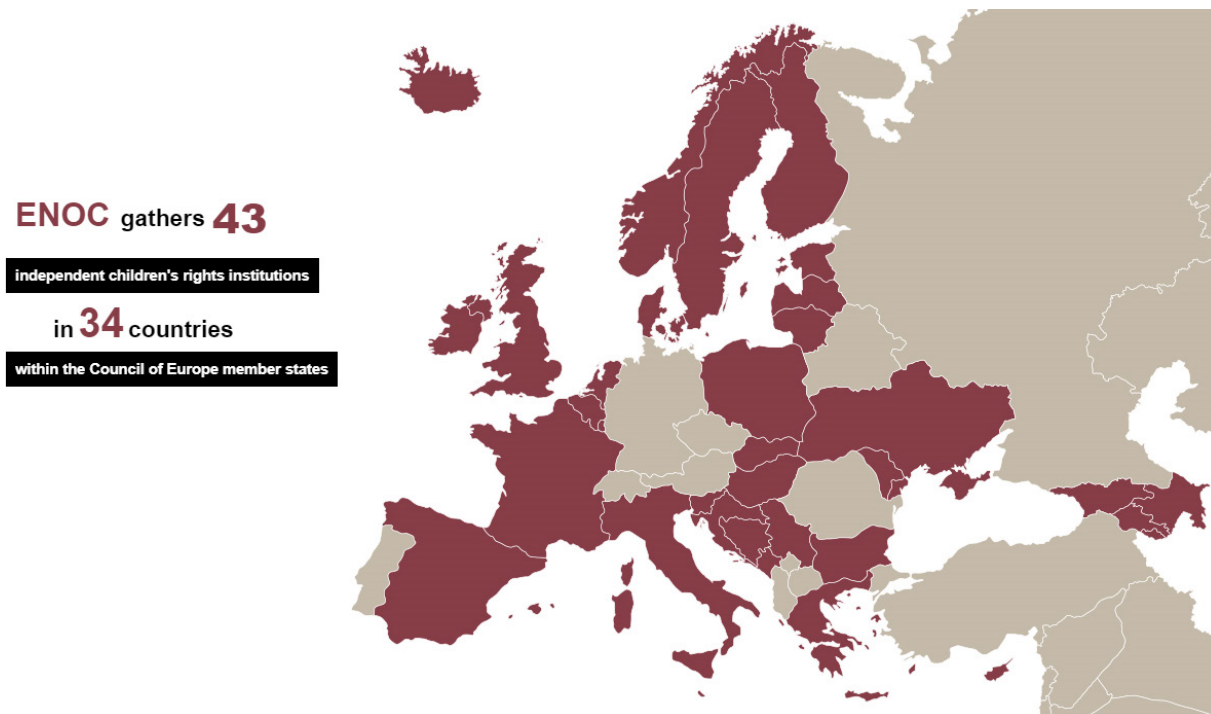 ENOC gathers 43
independent children's rights institutions
in 34 countries
within the Council of Europe member states